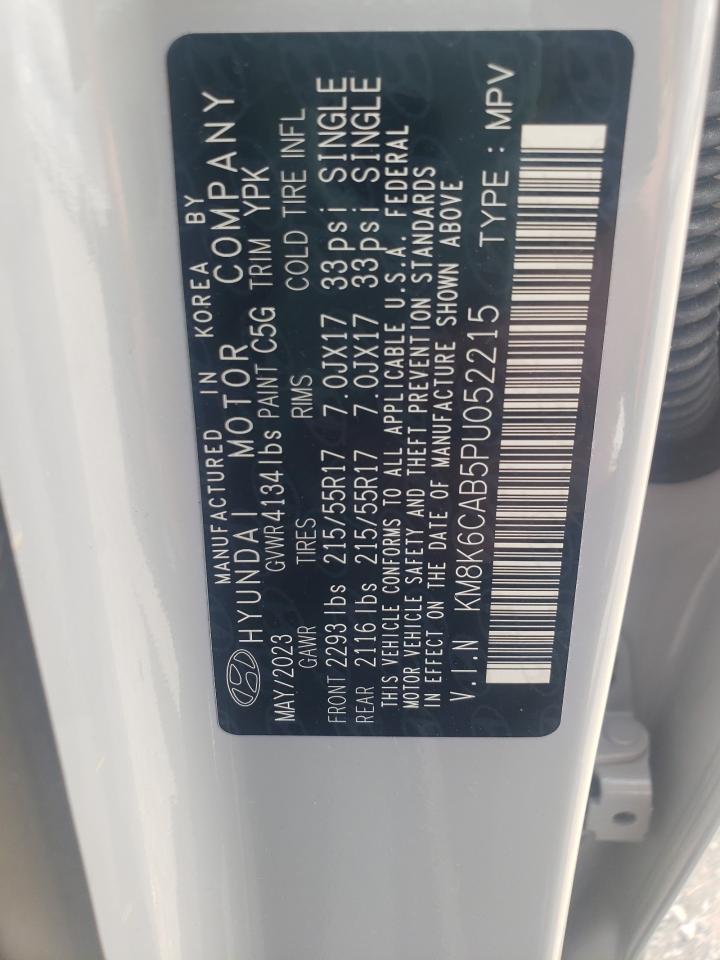 MANUFACTURED IN KOREA BY
HYUNDAI MOTOR COMPANY
MAY/2023 GVWR 4134 lbs PAINT C5G TRIM YPK
GAWR TIRES RIMS COLD TIRE INFL
FRONT 2293 lbs 215/55R17 7.0JX17 33 psi SINGLE
REAR 2116 lbs 215/55R17 7.0JX17 33 psi SINGLE
THIS VEHICLE CONFORMS TO ALL APPLICABLE U.S.A. FEDERAL
MOTOR VEHICLE SAFETY AND THEFT PREVENTION STANDARDS
IN EFFECT ON THE DATE OF MANUFACTURE SHOWN ABOVE
V.I.N KM8K6CAB5PU052215 TYPE : MPV